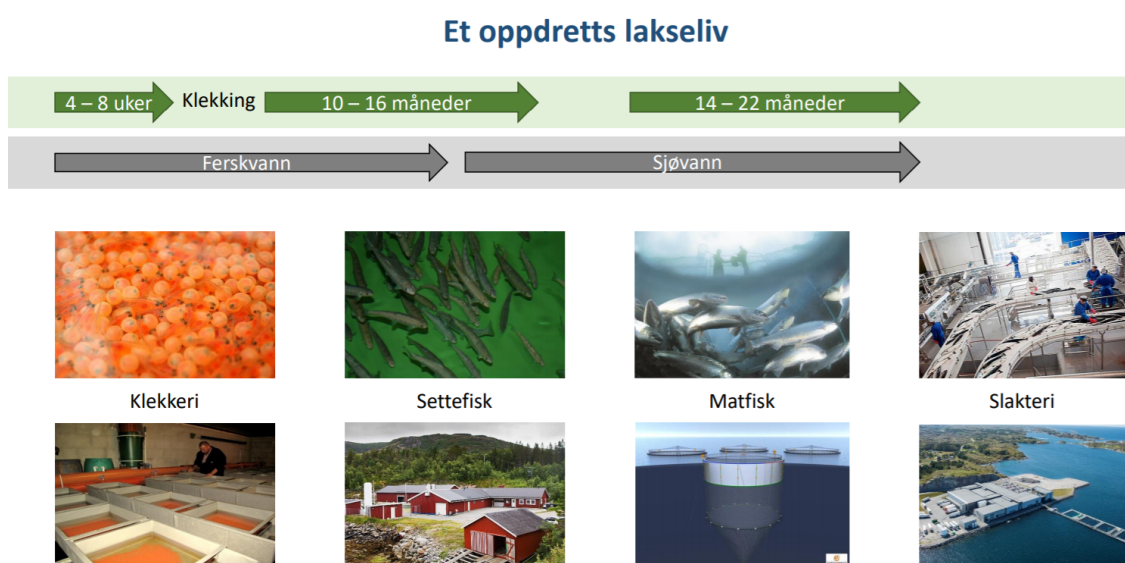 Et oppdretts lakseliv
4 – 8 uker Klekking 10 – 16 måneder 14 – 22 måneder
Ferskvann Sjøvann
Klekkeri Settefisk Matfisk Slakteri